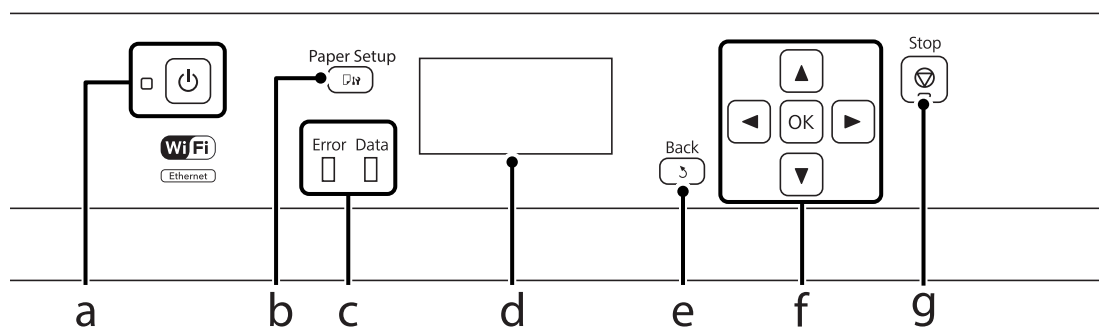 Paper Setup
Stop
Error Data
OK
WiFi
Ethernet
Back
a b c d e f g